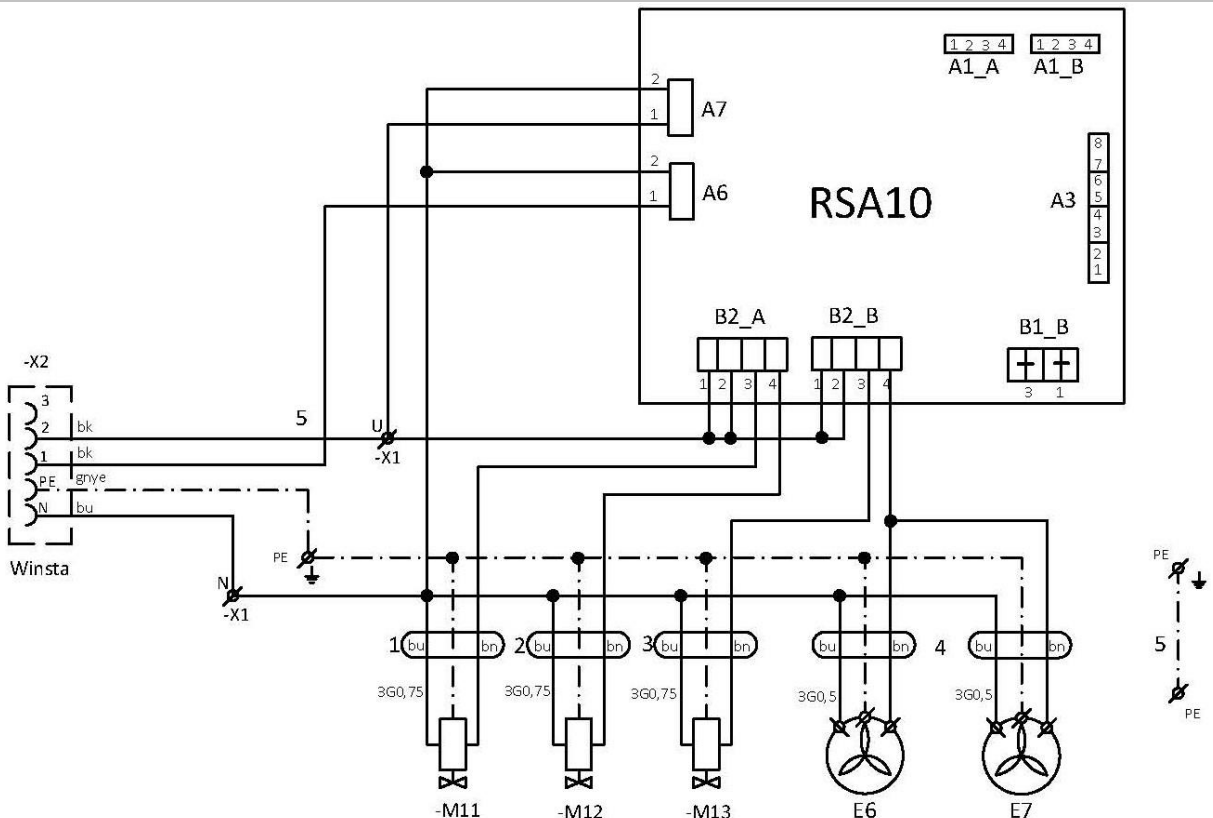 1 2 3 4 1 2 3 4
A1_A A1_B
2
1
A7
2
1
A6
RSA10
A3
8
7
6
5
4
3
2
1
B2_A B2_B B1_B
1 2 3 4 1 2 3 4 3 1
-X2
3
2 bk
1 bk
PE gnye
N bu
Winsta
5
U
-X1
PE
N
-X1
1 bu bn 2 bu bn 3 bu bn bu bn 4 bu bn
3G0,75 3G0,75 3G0,75 3G0,5 3G0,5
-M11 -M12 -M13 E6 E7
PE
5
PE